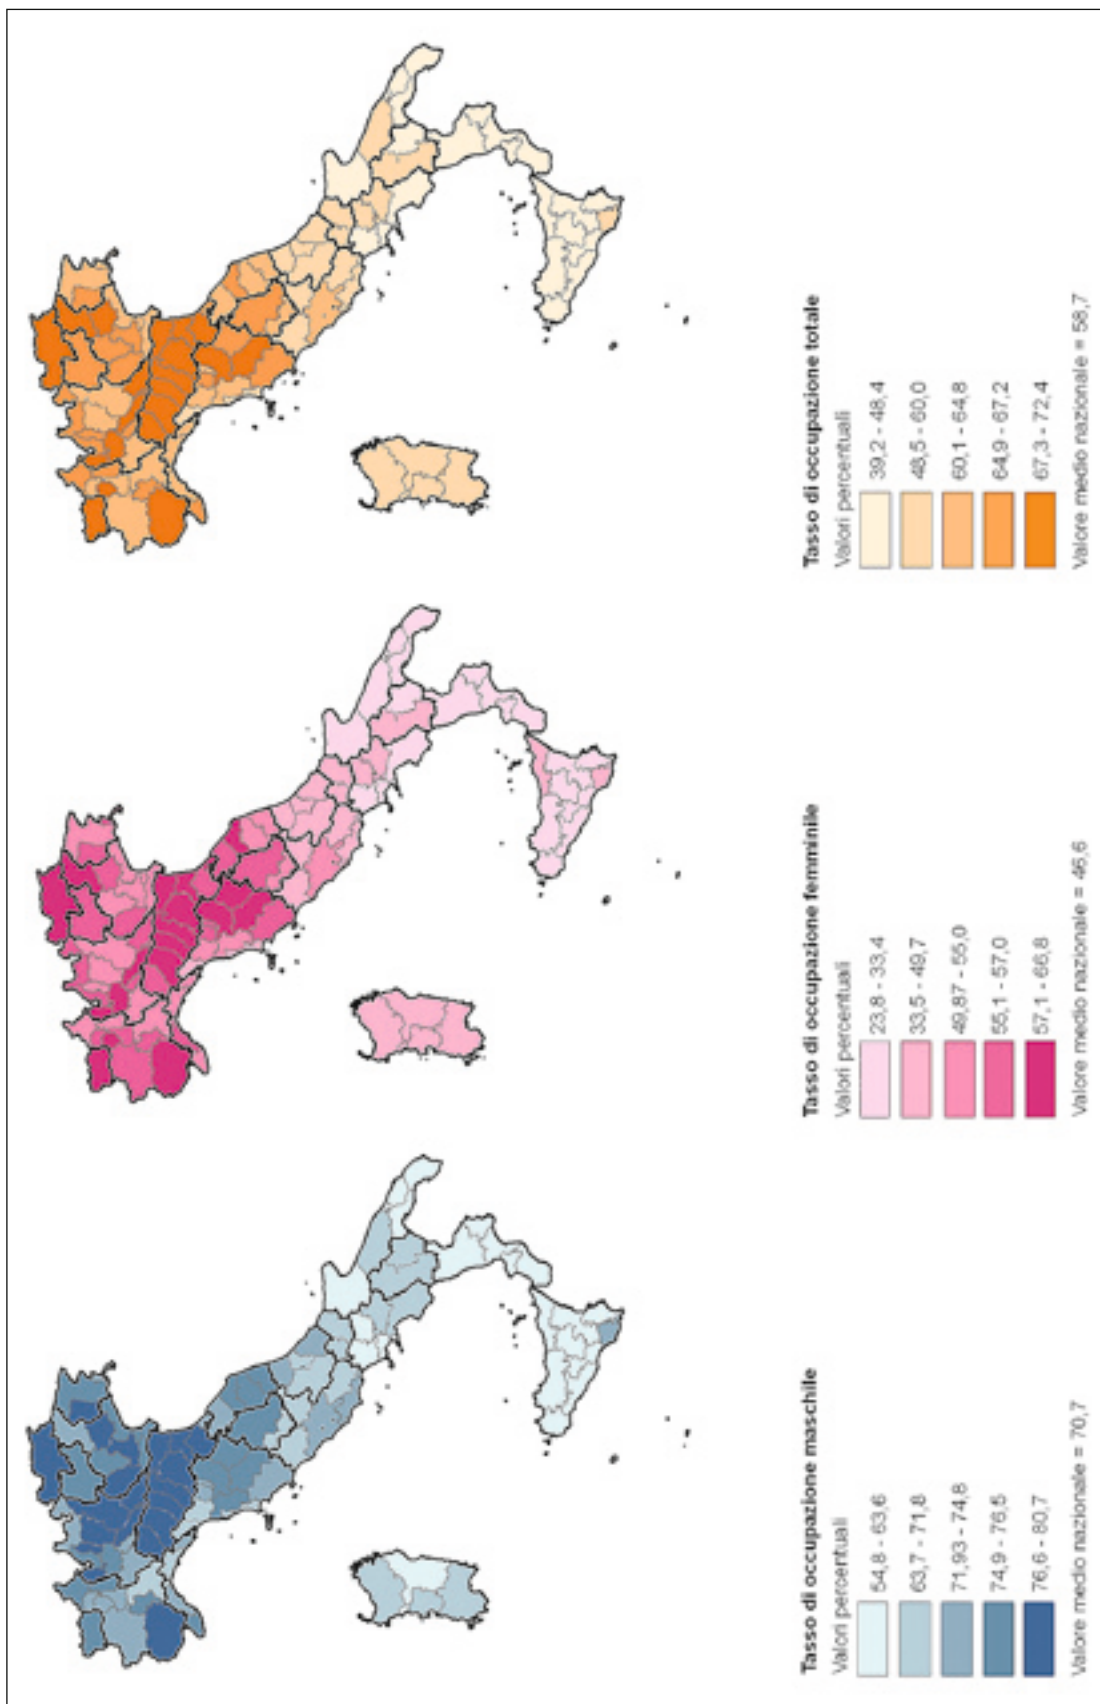 Tasso di occupazione maschile
Valori percentuali
54,8 - 63,6
63,7 - 71,8
71,93 - 74,8
74,9 - 76,5
76,6 - 80,7
Valore medio nazionale = 70,7
Tasso di occupazione femminile
Valori percentuali
23,8 - 33,4
33,5 - 49,7
49,87 - 55,0
55,1 - 57,0
57,1 - 66,8
Valore medio nazionale = 46,6
Tasso di occupazione totale
Valori percentuali
39,2 - 48,4
48,5 - 60,0
60,1 - 64,8
64,9 - 67,2
67,3 - 72,4
Valore medio nazionale = 58,7